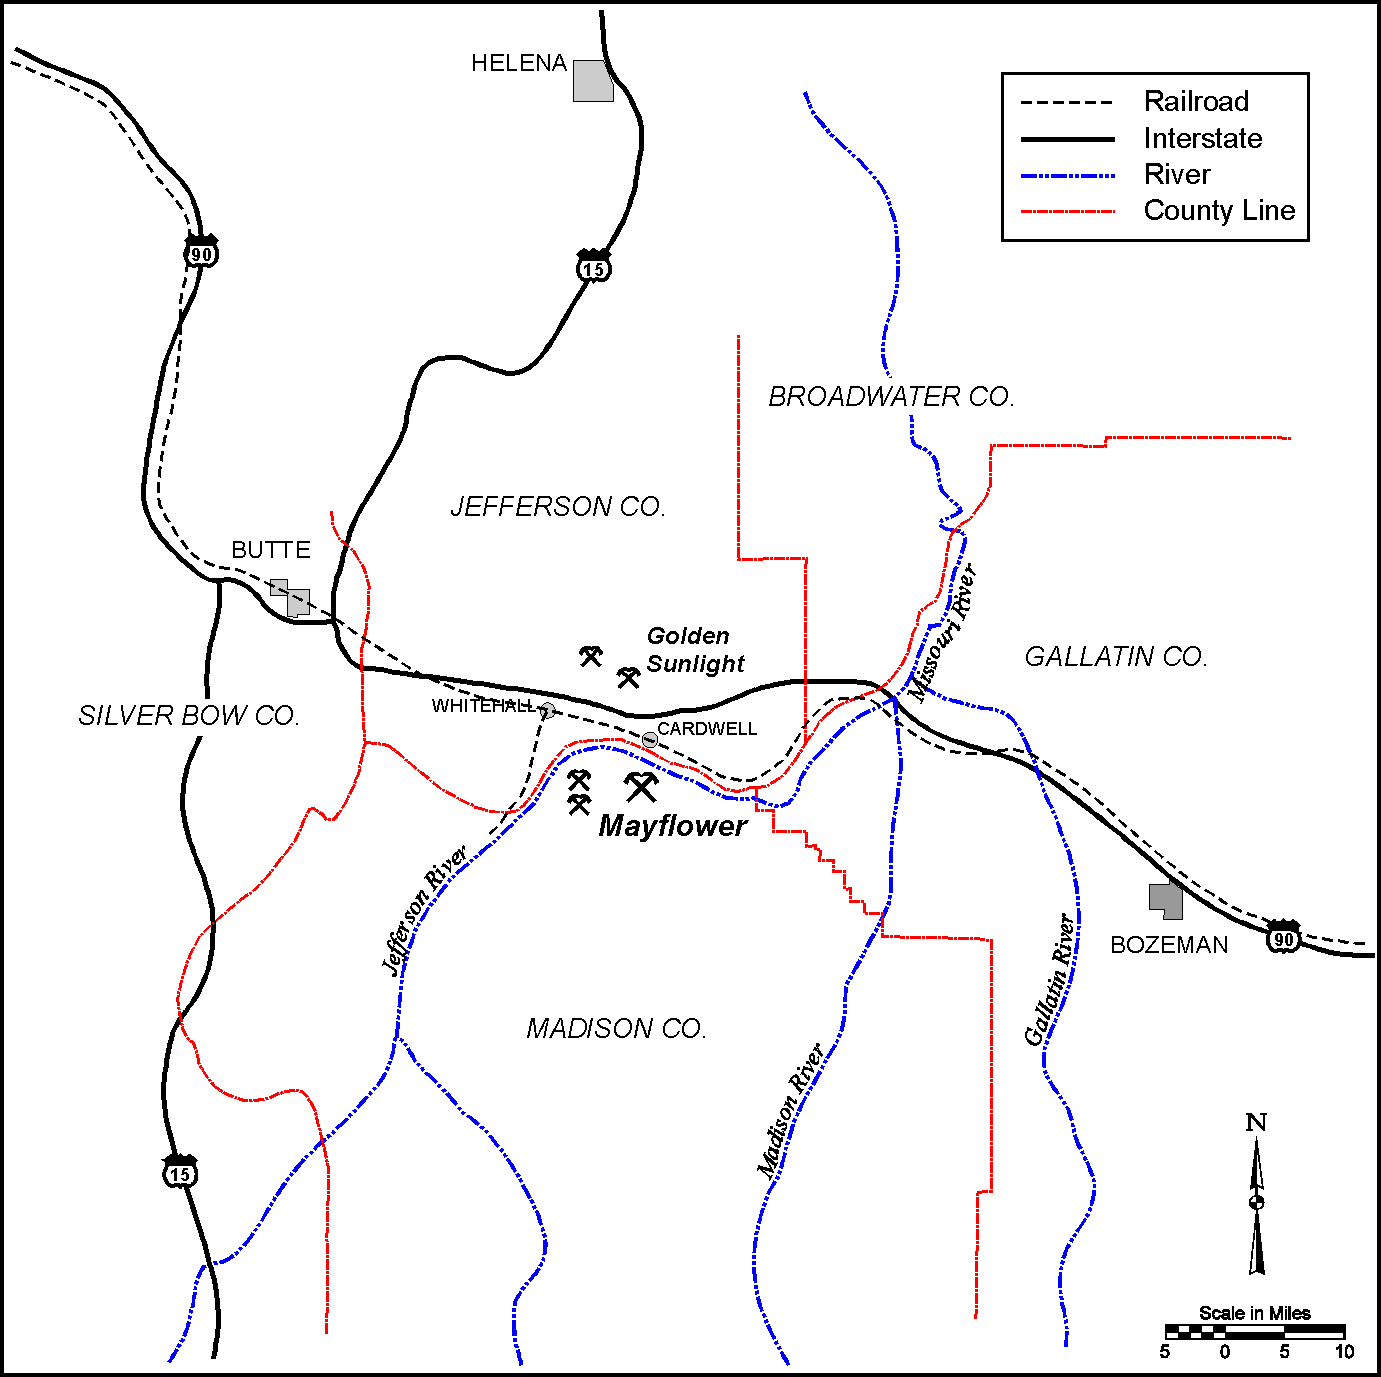 HELENA
Railroad
Interstate
River
County Line
90
15
BROADWATER CO.
JEFFERSON CO.
BUTTE
Missouri River
Golden
Sunlight
GALLATIN CO.
WHITEHALL
SILVER BOW CO.
CARDWELL
Mayflower
Jefferson River
BOZEMAN
90
Gallatin River
MADISON CO.
Madison River
N
15
Scale in Miles
5 0 5 10